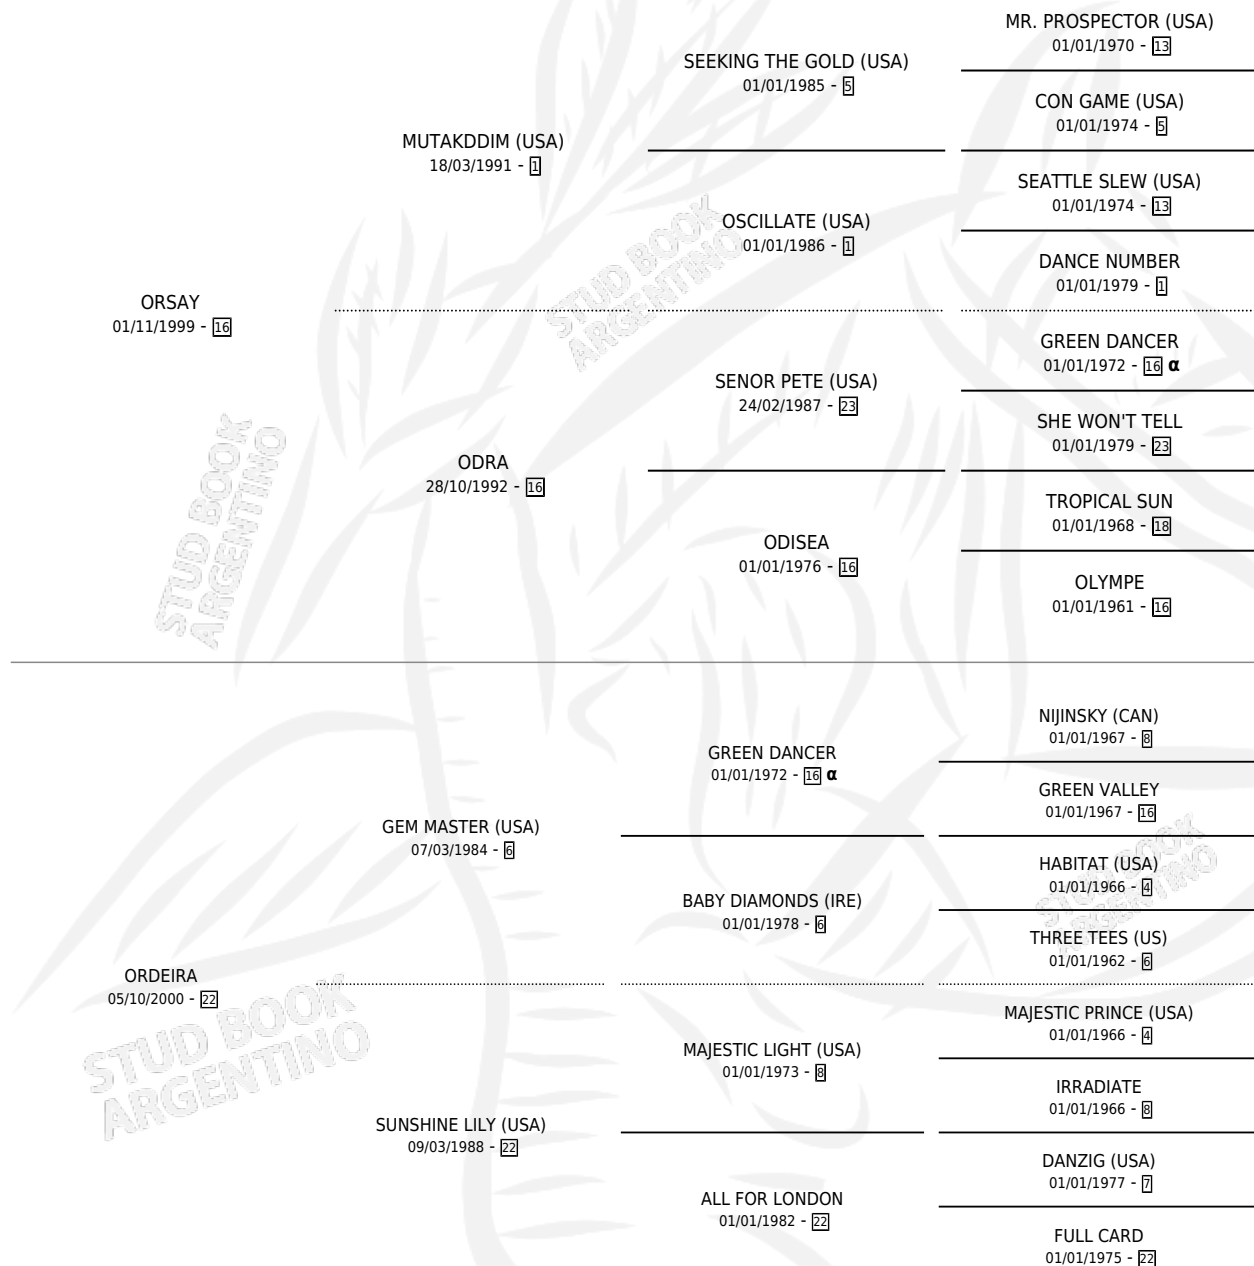 MR. PROSPECTOR (USA)
01/01/1970 - 13
SEEKING THE GOLD (USA)
01/01/1985 - 5
CON GAME (USA)
01/01/1974 - 5
MUTAKDDIM (USA)
18/03/1991 - 1
SEATTLE SLEW (USA)
01/01/1974 - 13
OSCILLATE (USA)
01/01/1986 - 1
DANCE NUMBER
01/01/1979 - 1
ORSAY
01/11/1999 - 16
GREEN DANCER
01/01/1972 - 16 α
SENOR PETE (USA)
24/02/1987 - 23
SHE WON'T TELL
01/01/1979 - 23
ODRA
28/10/1992 - 16
TROPICAL SUN
01/01/1968 - 18
ODISEA
01/01/1976 - 16
OLYMPE
01/01/1961 - 16
NIJINSKY (CAN)
01/01/1967 - 8
GREEN DANCER
01/01/1972 - 16 α
GREEN VALLEY
01/01/1967 - 16
GEM MASTER (USA)
07/03/1984 - 6
HABITAT (USA)
01/01/1966 - 4
BABY DIAMONDS (IRE)
01/01/1978 - 6
THREE TEES (US)
01/01/1962 - 6
ORDEIRA
05/10/2000 - 22
MAJESTIC PRINCE (USA)
01/01/1966 - 4
MAJESTIC LIGHT (USA)
01/01/1973 - 8
IRRADIATE
01/01/1966 - 8
SUNSHINE LILY (USA)
09/03/1988 - 22
DANZIG (USA)
01/01/1977 - 7
ALL FOR LONDON
01/01/1982 - 22
FULL CARD
01/01/1975 - 22
STUD BOOK
ARGENTINO
STUD BOOK
ARGENTINO
STUD BOOK
ARGENTINO
STUD BOOK
ARGENTINO